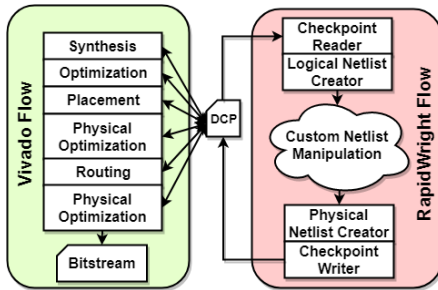 Vivado Flow
Synthesis
Optimization
Placement
Physical
Optimization
Routing
Physical
Optimization
Bitstream
DCP
Checkpoint
Reader
Logical Netlist
Creator
Custom Netlist
Manipulation
Physical
Netlist Creator
Checkpoint
Writer
RapidWright Flow